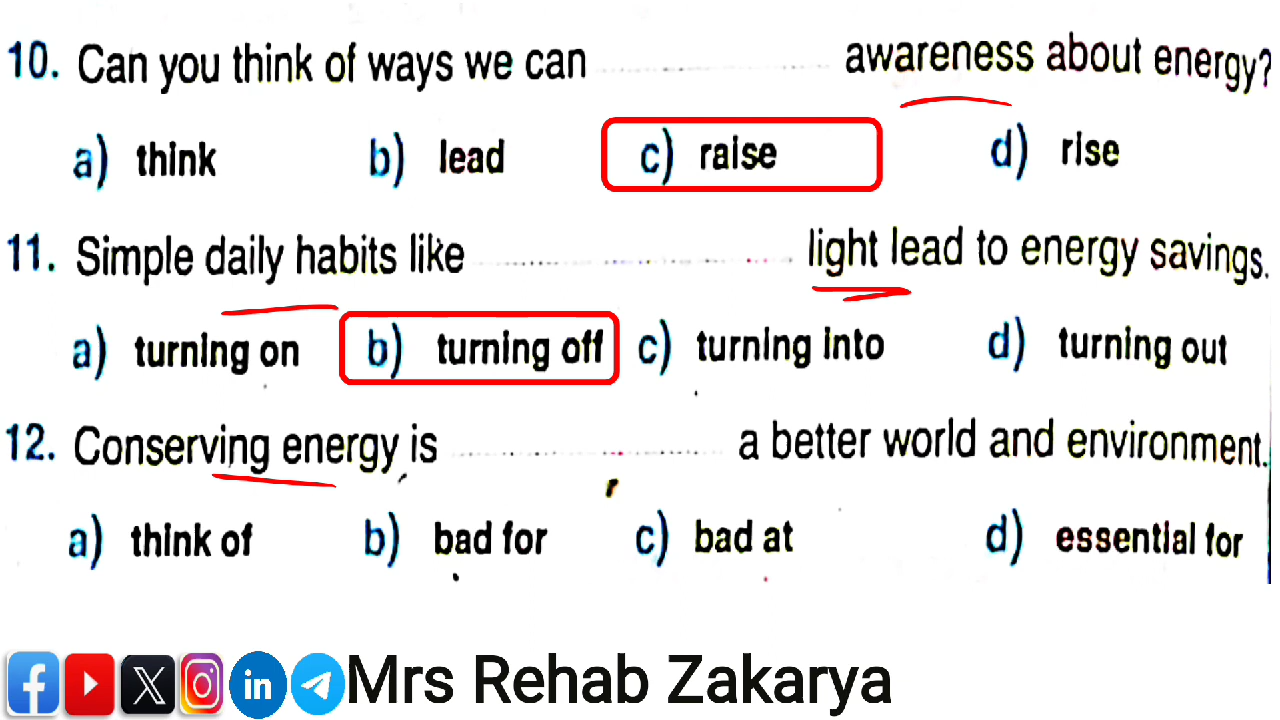 10. Can you think of ways we can .................... awareness about energy?
a) think b) lead c) raise d) rise
11. Simple daily habits like .................... light lead to energy savings.
a) turning on b) turning off c) turning into d) turning out
12. Conserving energy is .................... a better world and environment.
a) think of b) bad for c) bad at d) essential for
Mrs Rehab Zakarya